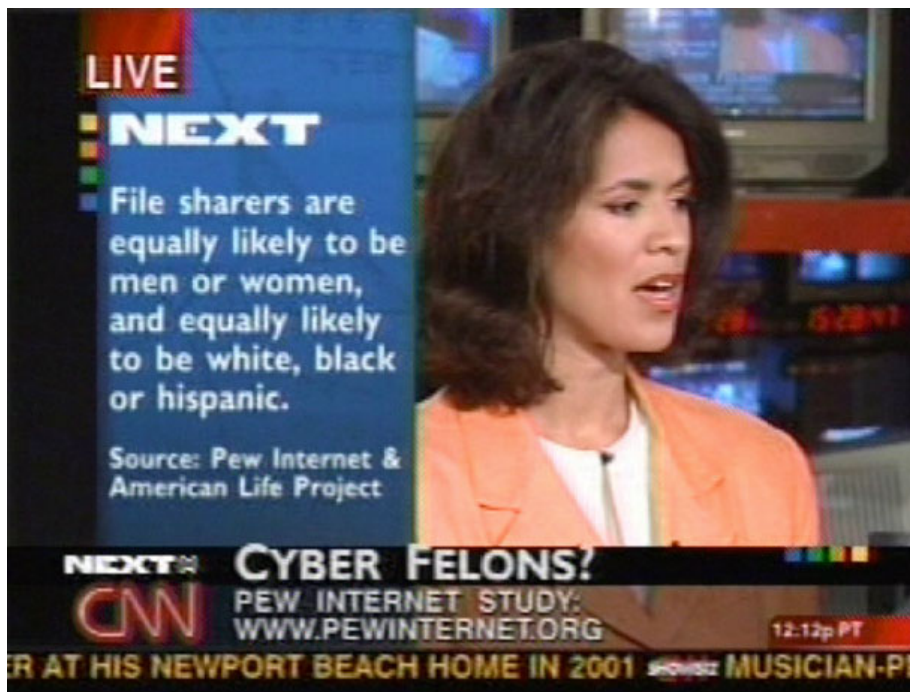 LIVE
NEXT
File sharers are
equally likely to be
men or women,
and equally likely
to be white, black
or hispanic.
Source: Pew Internet &
American Life Project
NEXT
CYBER FELONS?
CNN
PEW INTERNET STUDY:
WWW.PEWINTERNET.ORG
12:12p PT
ER AT HIS NEWPORT BEACH HOME IN 2001 SHOWBIZ MUSICIAN-P